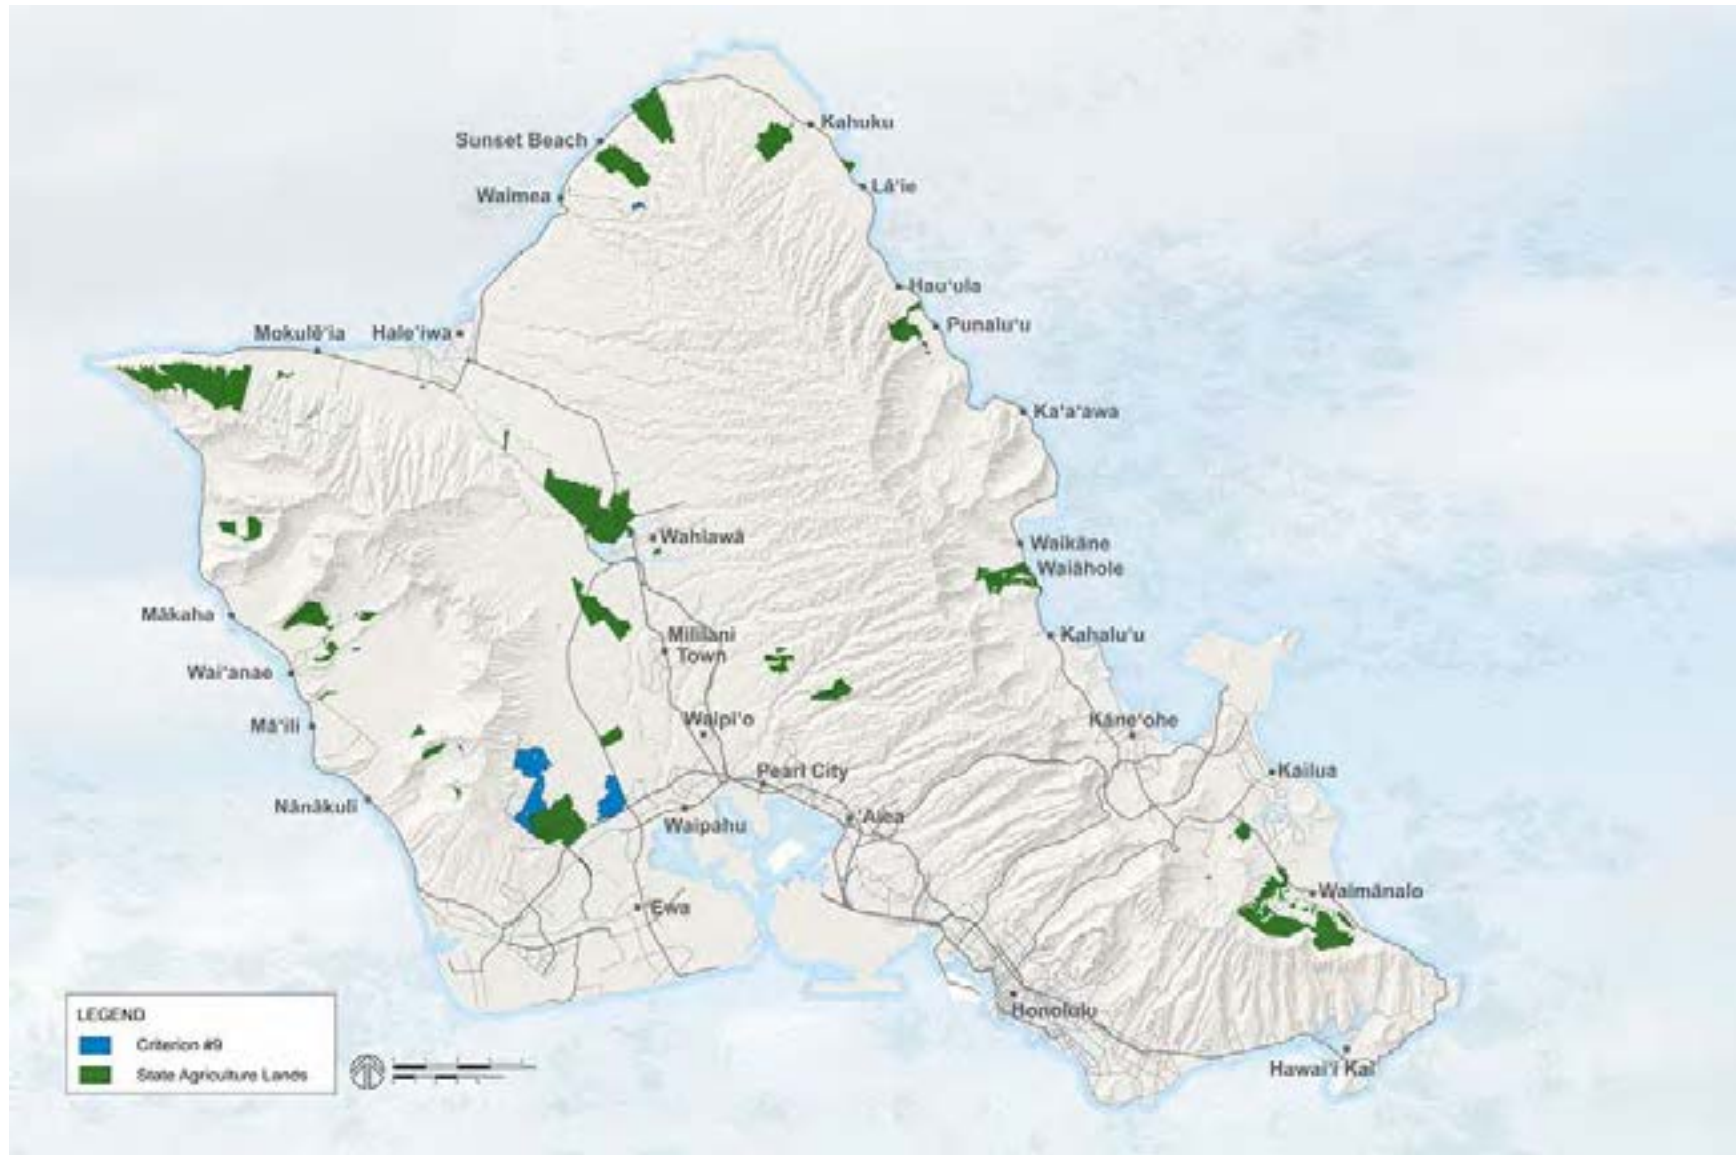 Kahuku
Sunset Beach
Lā‘ie
Waimea
Hau‘ula
Punalu‘u
Mokulē‘ia
Hale‘iwa
Ka‘a‘awa
Wahiawā
Waikāne
Waiāhole
Mākaha
Kahalu‘u
Mililani
Town
Wai‘anae
Mā‘ili
Waipi‘o
Kāne‘ohe
Pearl City
Kailua
Nānākuli
Waipahu
‘Aiea
Waimānalo
Ewa
Honolulu
Hawai‘i Kai
LEGEND
Criterion #9
State Agriculture Lands